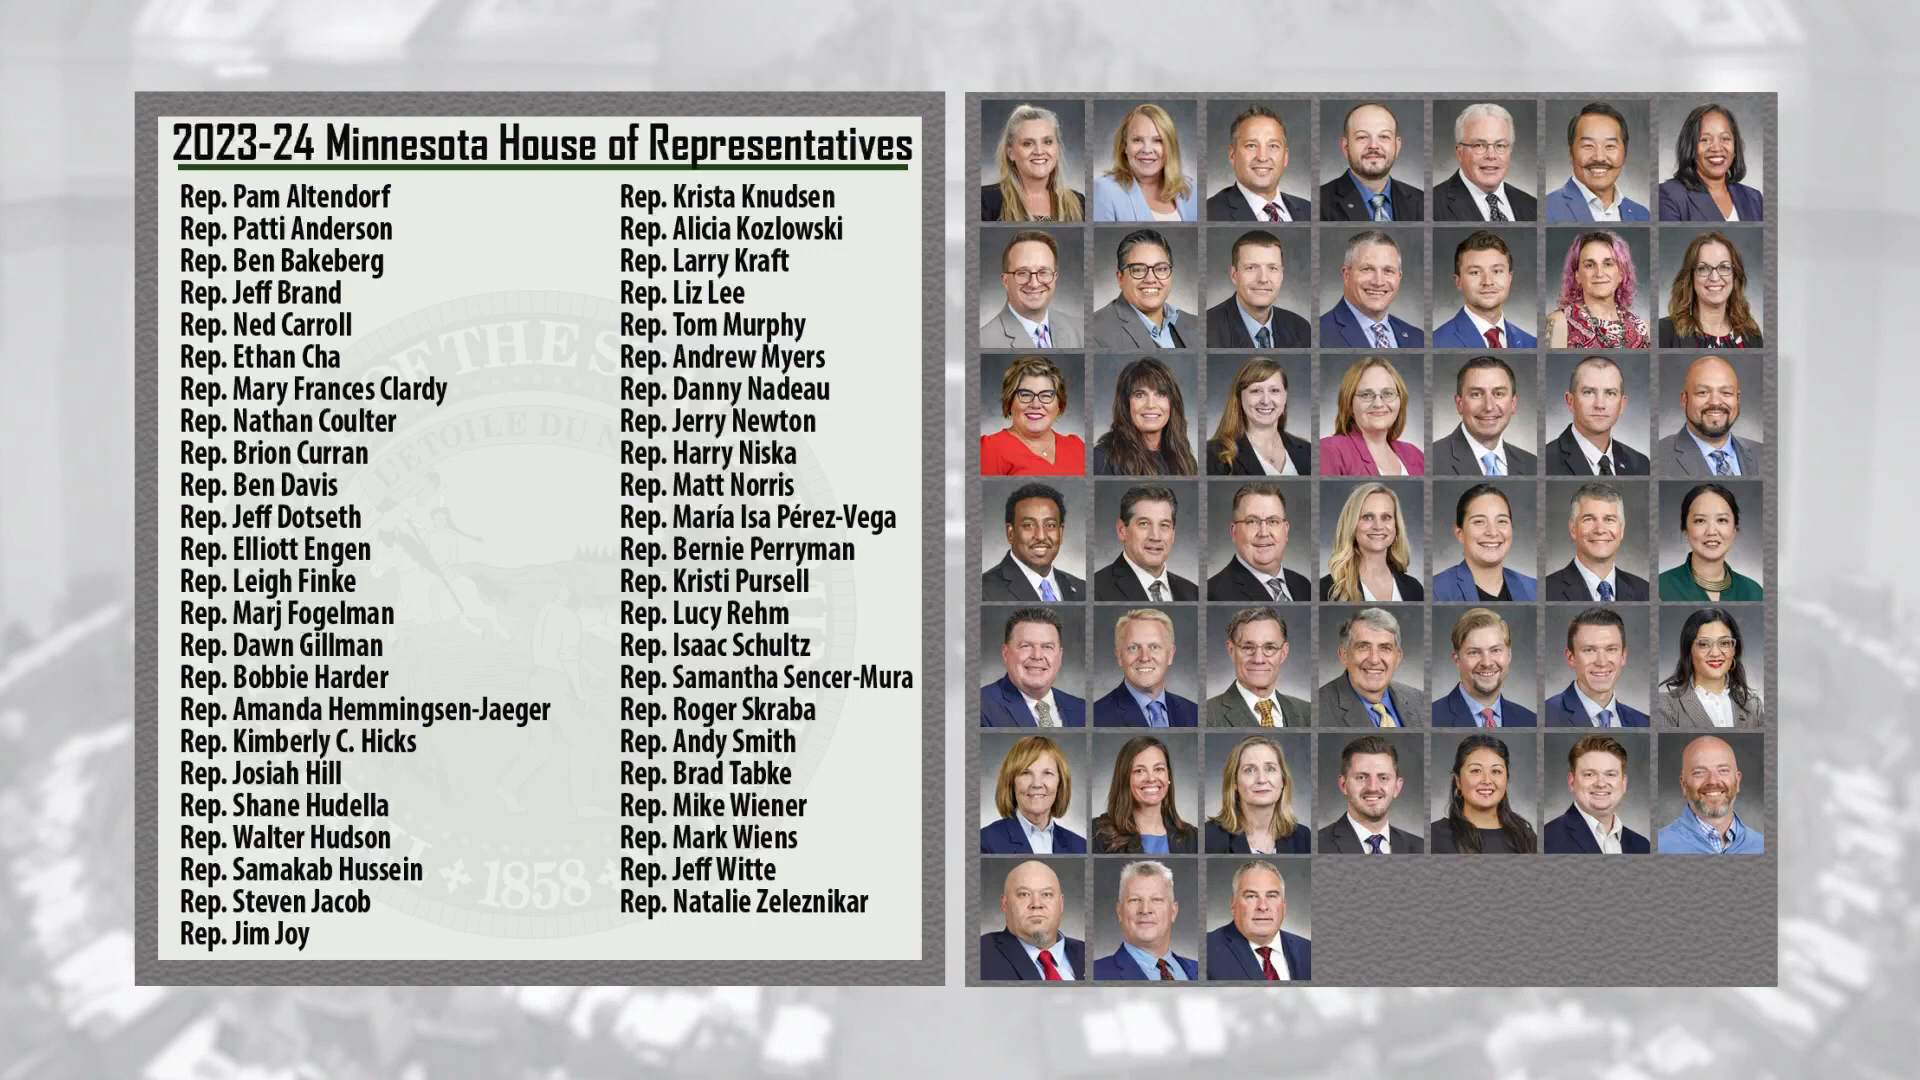 2023-24 Minnesota House of Representatives
Rep. Pam Altendorf
Rep. Patti Anderson
Rep. Ben Bakeberg
Rep. Jeff Brand
Rep. Ned Carroll
Rep. Ethan Cha
Rep. Mary Frances Clardy
Rep. Nathan Coulter
Rep. Brion Curran
Rep. Ben Davis
Rep. Jeff Dotseth
Rep. Elliott Engen
Rep. Leigh Finke
Rep. Marj Fogelman
Rep. Dawn Gillman
Rep. Bobbie Harder
Rep. Amanda Hemmingsen-Jaeger
Rep. Kimberly C. Hicks
Rep. Josiah Hill
Rep. Shane Hudella
Rep. Walter Hudson
Rep. Samakab Hussein
Rep. Steven Jacob
Rep. Jim Joy
Rep. Krista Knudsen
Rep. Alicia Kozlowski
Rep. Larry Kraft
Rep. Liz Lee
Rep. Tom Murphy
Rep. Andrew Myers
Rep. Danny Nadeau
Rep. Jerry Newton
Rep. Harry Niska
Rep. Matt Norris
Rep. María Isa Pérez-Vega
Rep. Bernie Perryman
Rep. Kristi Pursell
Rep. Lucy Rehm
Rep. Isaac Schultz
Rep. Samantha Sencer-Mura
Rep. Roger Skraba
Rep. Andy Smith
Rep. Brad Tabke
Rep. Mike Wiener
Rep. Mark Wiens
Rep. Jeff Witte
Rep. Natalie Zeleznikar
OF THE S
L'ETOILE DU N
1858